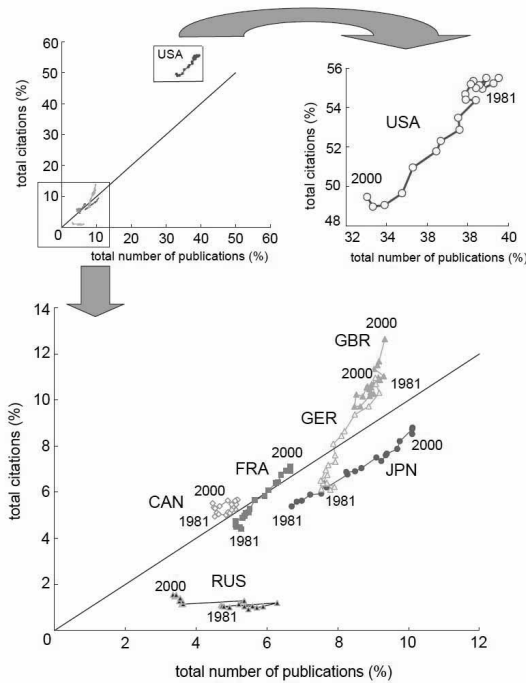 60
USA
50
40
30
20
10
0
10 20 30 40 50 60
total citations (%)
total number of publications (%)
56
54
52
50
48
32 34 36 38 40
USA
1981
2000
total citations (%)
total number of publications (%)
14
12
10
8
6
4
2
0
2 4 6 8 10 12
total citations (%)
total number of publications (%)
2000
GBR
2000
1981
GER
2000
JPN
FRA
2000
CAN
2000
1981
1981
1981
1981
RUS
2000
1981